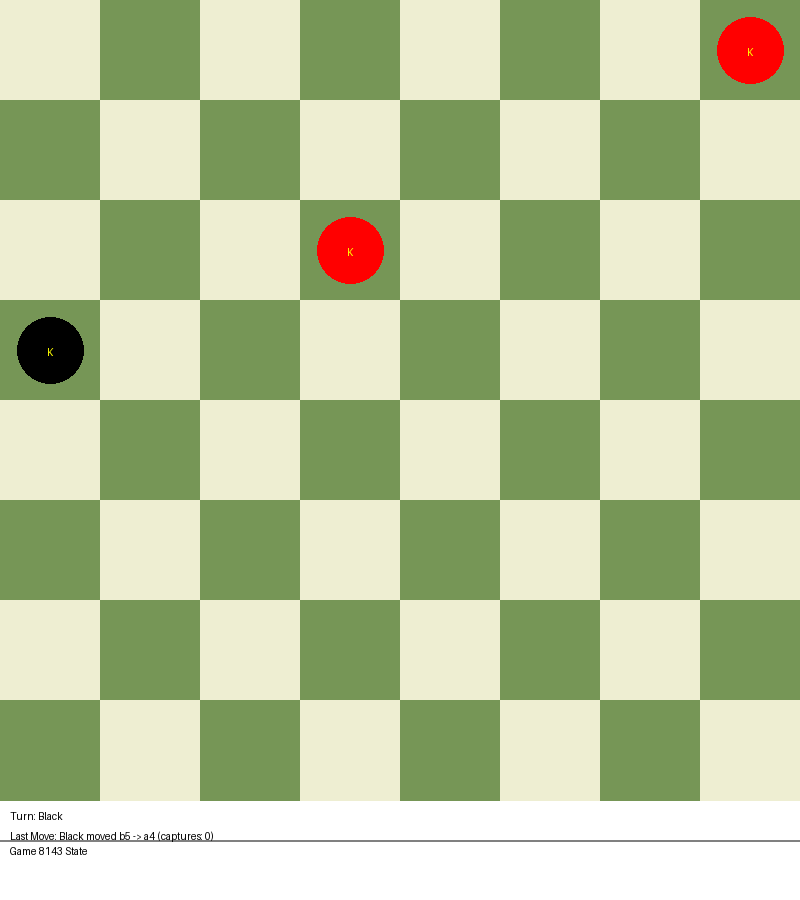 K
K
K
Turn: Black
Last Move: Black moved b5 -> a4 (captures: 0)
Game 8143 State